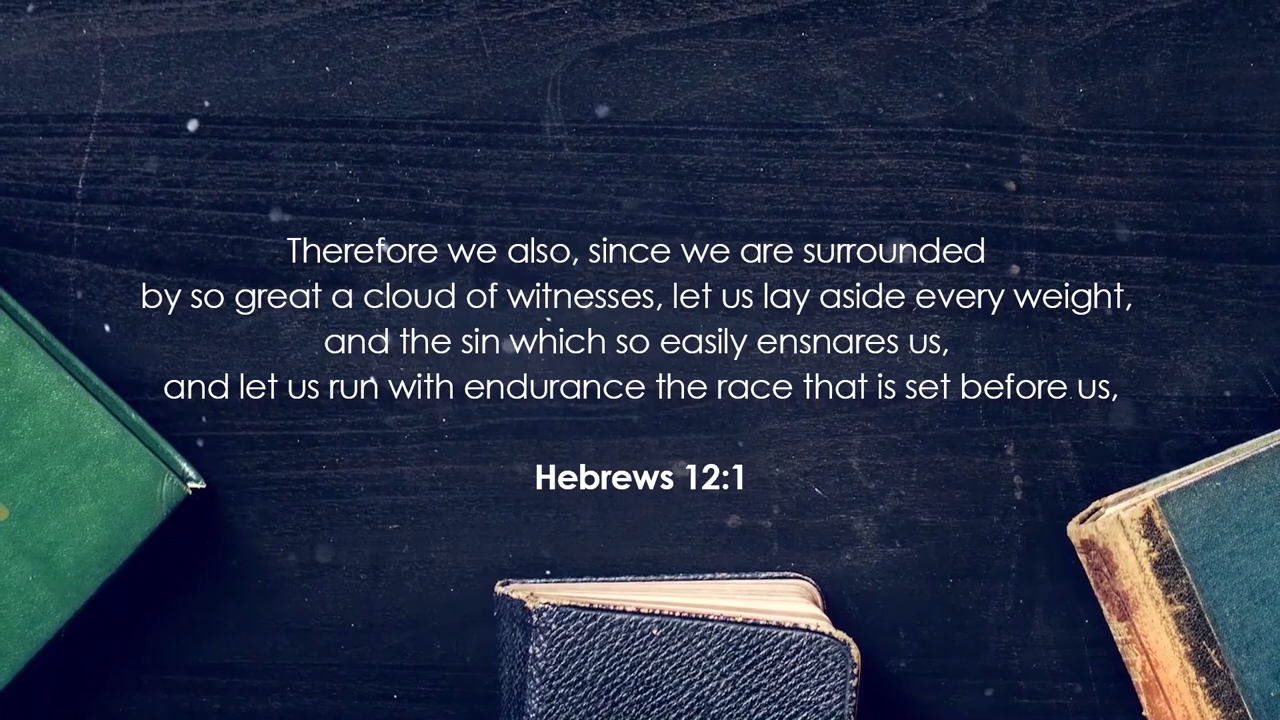 Therefore we also, since we are surrounded
by so great a cloud of witnesses, let us lay aside every weight,
and the sin which so easily ensnares us,
and let us run with endurance the race that is set before us,
Hebrews 12:1